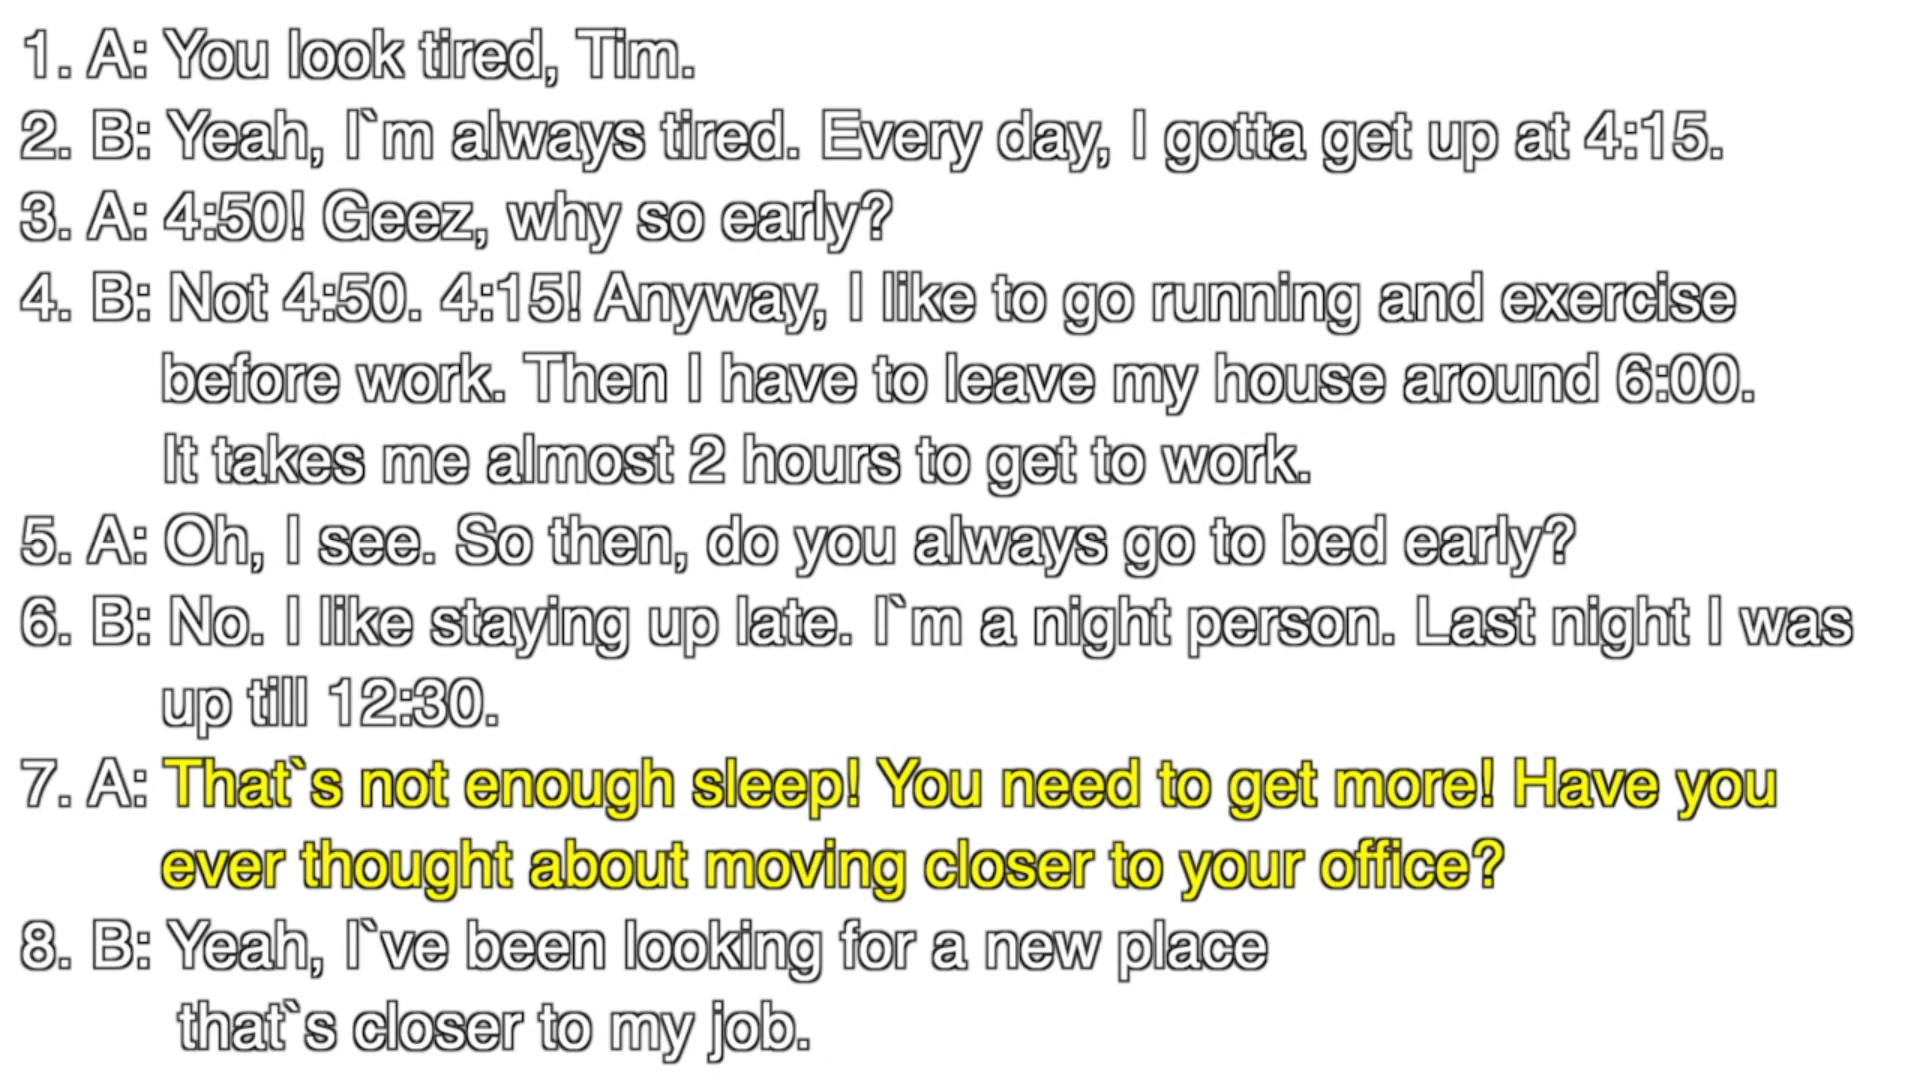 1. A: You look tired, Tim.
2. B: Yeah, I`m always tired. Every day, I gotta get up at 4:15.
3. A: 4:50! Geez, why so early?
4. B: Not 4:50. 4:15! Anyway, I like to go running and exercise
before work. Then I have to leave my house around 6:00.
It takes me almost 2 hours to get to work.
5. A: Oh, I see. So then, do you always go to bed early?
6. B: No. I like staying up late. I`m a night person. Last night I was
up till 12:30.
7. A: That`s not enough sleep! You need to get more! Have you
ever thought about moving closer to your office?
8. B: Yeah, I`ve been looking for a new place
that`s closer to my job.